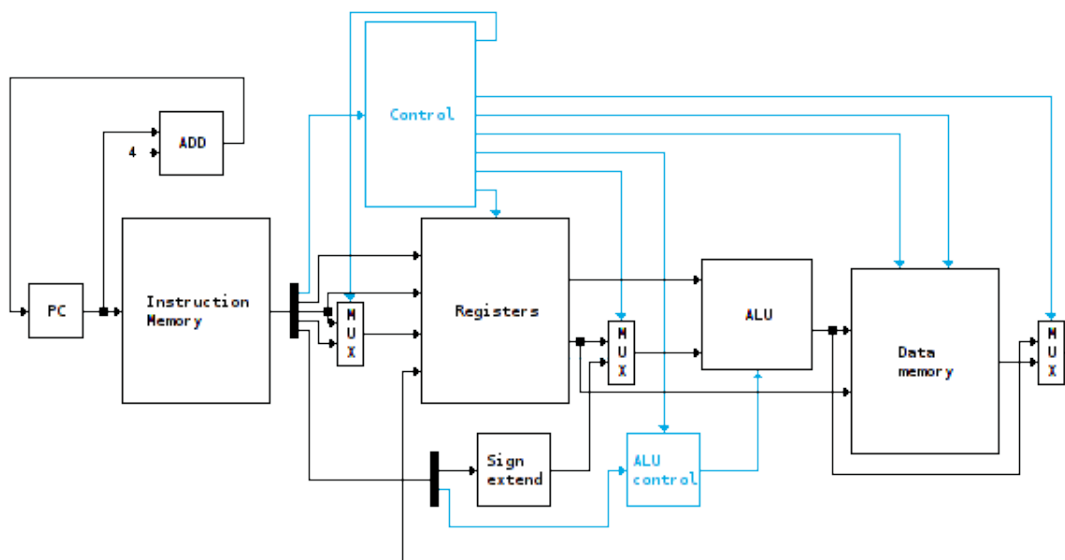 Control
ADD
4
PC
Instruction
Memory
M
U
X
Registers
M
U
X
ALU
Data
memory
M
U
X
Sign
extend
ALU
control